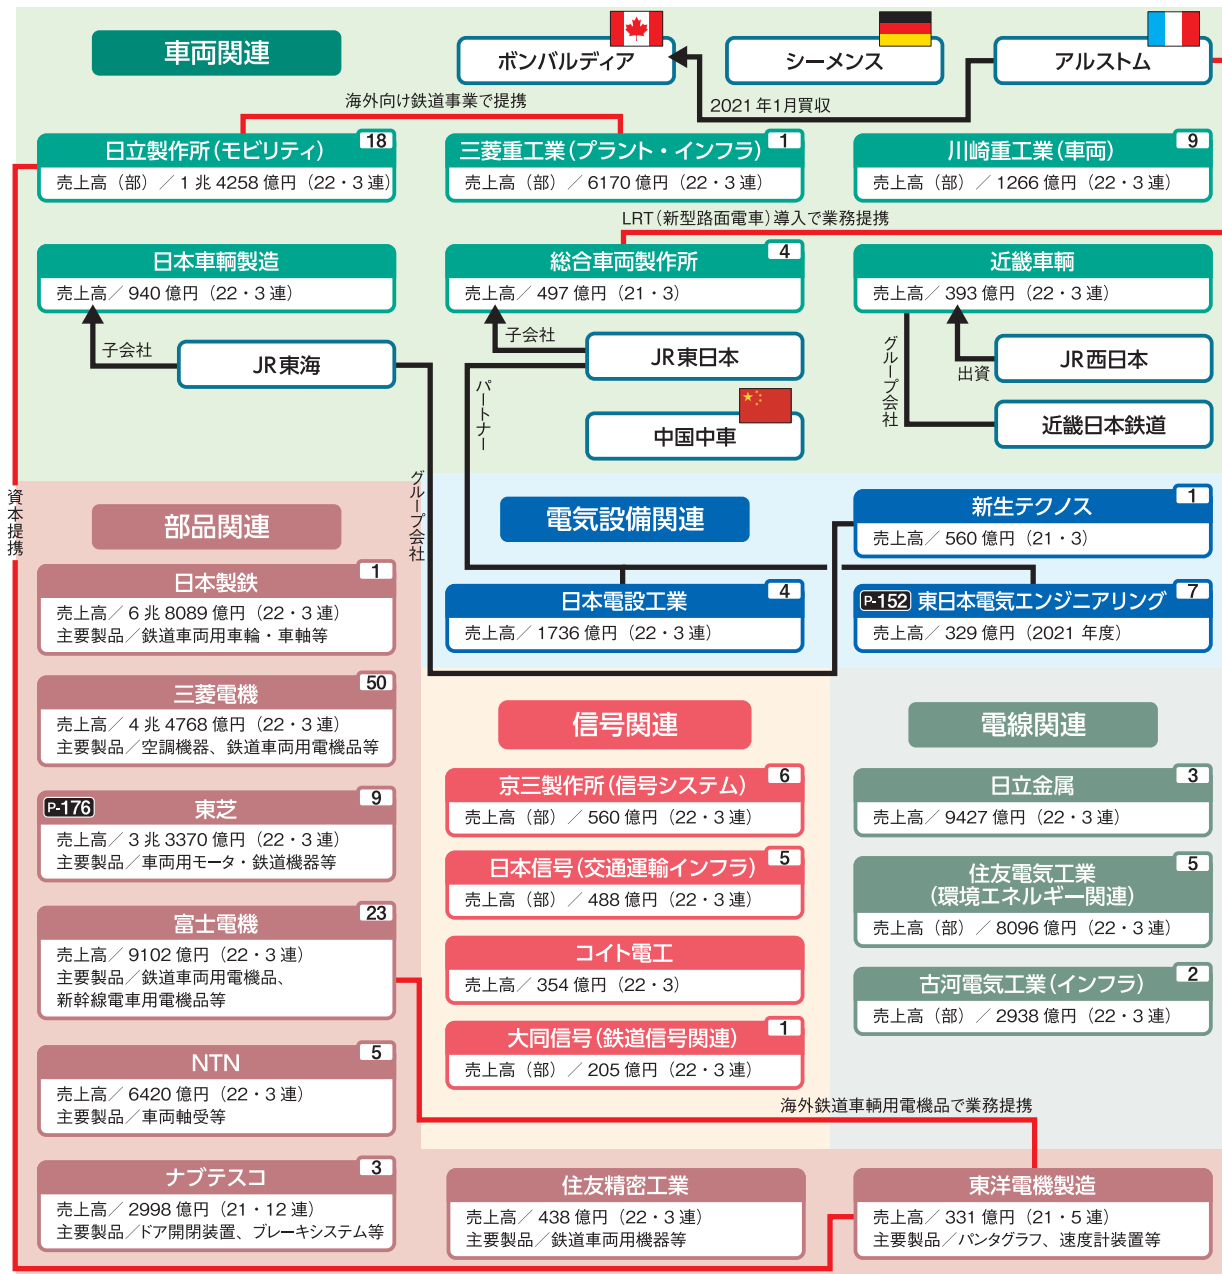 車両関連
ボンバルディア
シーメンス
アルストム
2021年1月買収
海外向け鉄道事業で提携
日立製作所(モビリティ) 18
売上高(部)/1兆4258億円(22・3連)
三菱重工業(プラント・インフラ) 1
売上高(部)/6170億円(22・3連)
川崎重工業(車両) 9
売上高(部)/1266億円(22・3連)
LRT(新型路面電車)導入で業務提携
日本車輌製造
売上高/940億円(22・3連)
総合車両製作所 4
売上高/497億円(21・3)
近畿車輌
売上高/393億円(22・3連)
子会社
JR東海
子会社
JR東日本
パートナー
中国中車
グループ会社
出資
JR西日本
近畿日本鉄道
資本提携
グループ会社
部品関連
日本製鉄 1
売上高/6兆8089億円(22・3連)
主要製品/鉄道車両用車輪・車軸等
三菱電機 50
売上高/4兆4768億円(22・3連)
主要製品/空調機器、鉄道車両用電機品等
P-176 東芝 9
売上高/3兆3370億円(22・3連)
主要製品/車両用モータ・鉄道機器等
富士電機 23
売上高/9102億円(22・3連)
主要製品/鉄道車両用電機品、
新幹線電車用電機品等
NTN 5
売上高/6420億円(22・3連)
主要製品/車両軸受等
ナブテスコ 3
売上高/2998億円(21・12連)
主要製品/ドア開閉装置、ブレーキシステム等
電気設備関連
新生テクノス 1
売上高/560億円(21・3)
日本電設工業 4
売上高/1736億円(22・3連)
P-152 東日本電気エンジニアリング 7
売上高/329億円(2021年度)
信号関連
京三製作所(信号システム) 6
売上高(部)/560億円(22・3連)
日本信号(交通運輸インフラ) 5
売上高(部)/488億円(22・3連)
コイト電工
売上高/354億円(22・3)
大同信号(鉄道信号関連) 1
売上高(部)/205億円(22・3連)
電線関連
日立金属 3
売上高/9427億円(22・3連)
住友電気工業 5
(環境エネルギー関連)
売上高(部)/8096億円(22・3連)
古河電気工業(インフラ) 2
売上高(部)/2938億円(22・3連)
海外鉄道車輌用電機品で業務提携
住友精密工業
売上高/438億円(22・3連)
主要製品/鉄道車両用機器等
東洋電機製造
売上高/331億円(21・5連)
主要製品/パンタグラフ、速度計装置等